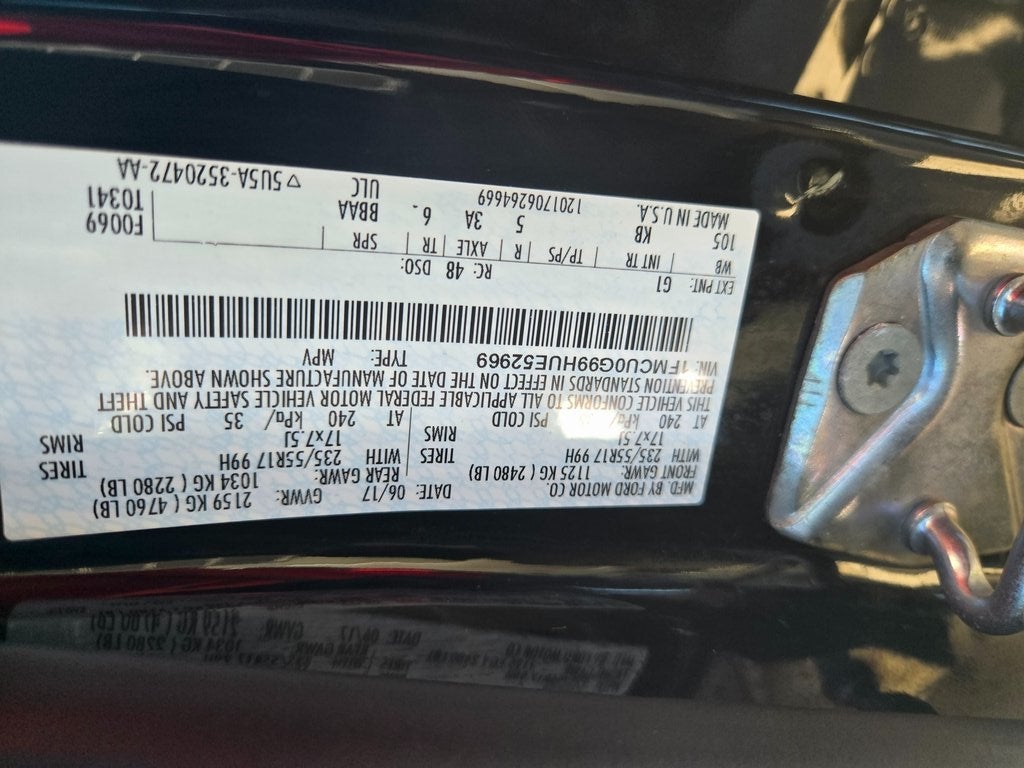 MFD. BY FORD MOTOR CO.
DATE: 06/17 GVWR: 2159 KG ( 4760 LB)
FRONT GAWR: REAR GAWR:
1125 KG ( 2480 LB) 1034 KG ( 2280 LB)
WITH 235/55R17 99H TIRES WITH 235/55R17 99H TIRES
17x7.5J RIMS 17x7.5J RIMS
AT 240 kPa/ PSI COLD AT 240 kPa/ 35 PSI COLD
THIS VEHICLE CONFORMS TO ALL APPLICABLE FEDERAL MOTOR VEHICLE SAFETY AND THEFT
PREVENTION STANDARDS IN EFFECT ON THE DATE OF MANUFACTURE SHOWN ABOVE.
VIN: 1FMCU0G99HUE52969 TYPE: MPV
EXT PNT: G1 RC: 48 DSO:
WB INT TR TP/PS R AXLE TR SPR F0069
105 KB 5 3A 6. BBAA T0341
MADE IN U.S.A. 1201706264669 ULC ▽5U5A-3520472-AA